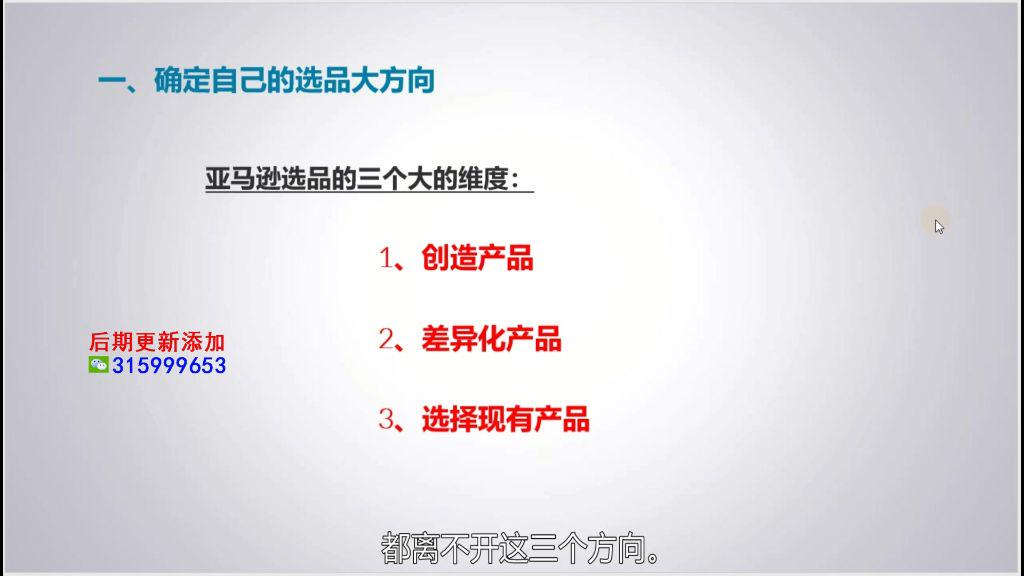 一、确定自己的选品大方向
亚马逊选品的三个大的维度：
1、创造产品
2、差异化产品
后期更新添加
315999653
3、选择现有产品
都离不开这三个方向。